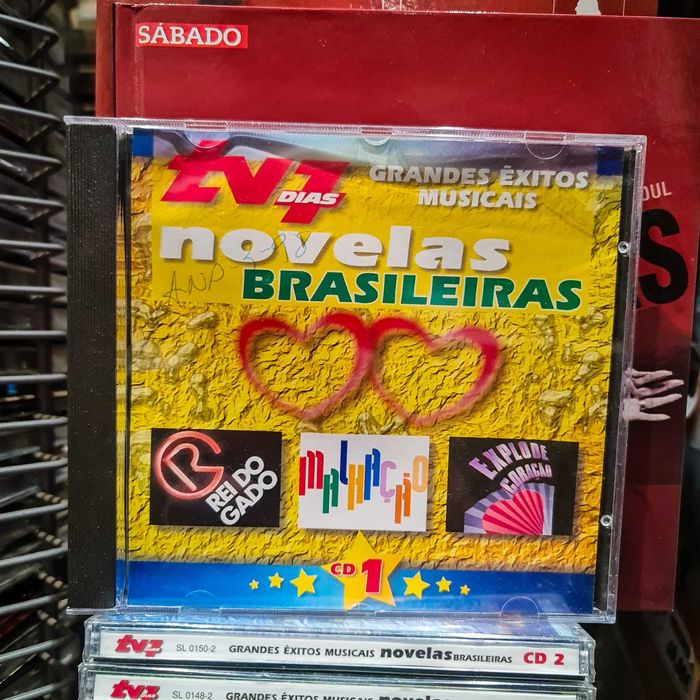 SÁBADO
tv7 DIAS
GRANDES ÊXITOS
MUSICAIS
novelas
BRASILEIRAS
REI DO
GADO
MALHAÇÃO
EXPLODE
CORAÇÃO
CD 1
tv7 DIAS SL 0150-2 GRANDES ÊXITOS MUSICAIS novelas BRASILEIRAS CD 2
tv7 DIAS SL 0148-2 GRANDES ÊXITOS MUSICAIS